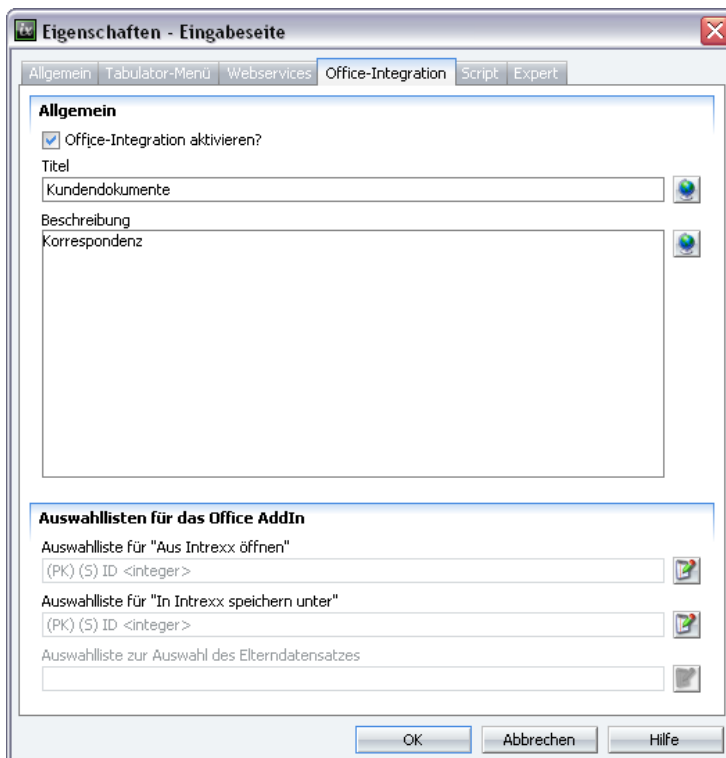 ix Eigenschaften - Eingabeseite
Allgemein Tabulator-Menü Webservices Office-Integration Script Expert
Allgemein
Office-Integration aktivieren?
Titel
Kundendokumente
Beschreibung
Korrespondenz
Auswahllisten für das Office AddIn
Auswahlliste für "Aus Intrexx öffnen"
(PK) (S) ID <integer>
Auswahlliste für "In Intrexx speichern unter"
(PK) (S) ID <integer>
Auswahlliste zur Auswahl des Elterndatensatzes
OK Abbrechen Hilfe